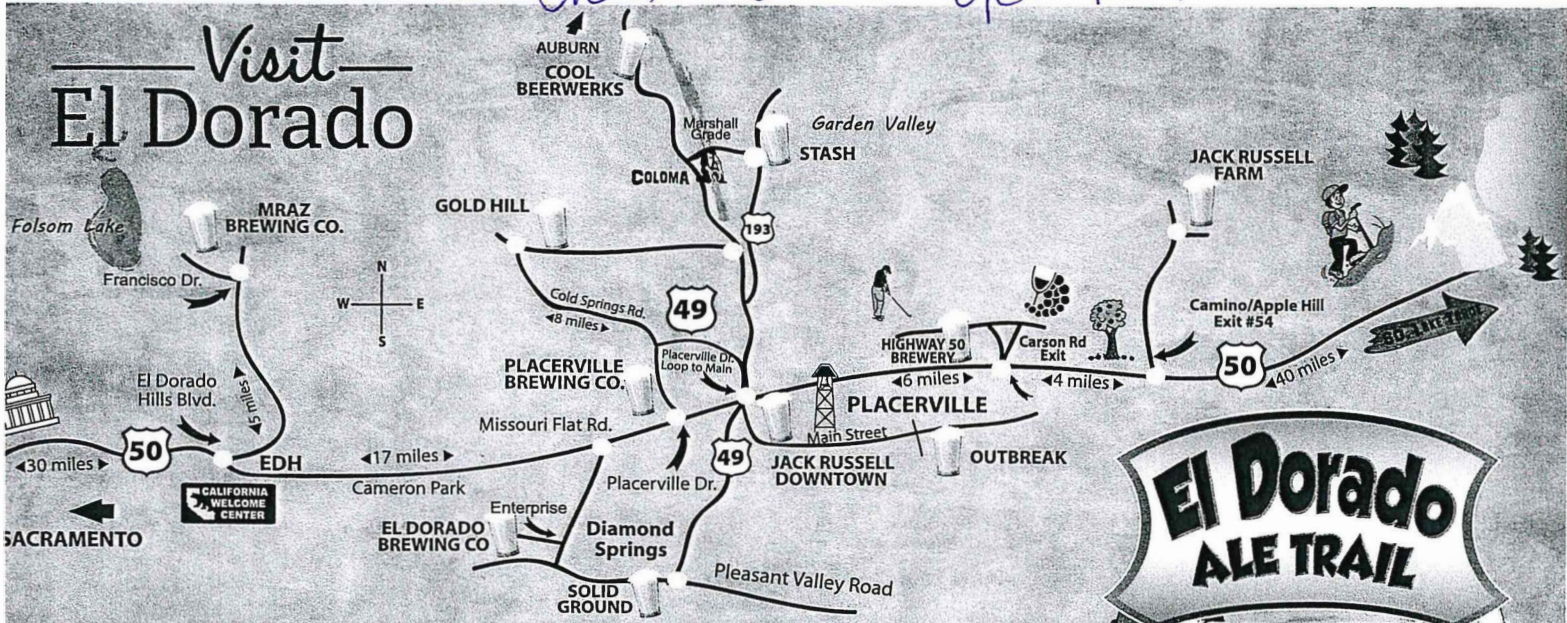 Visit
El Dorado
AUBURN
COOL
BEERWERKS
Marshall
Grade
Garden Valley
STASH
COLOMA
JACK RUSSELL
FARM
Folsom Lake
MRAZ
BREWING CO.
GOLD HILL
193
Francisco Dr.
N
W
E
S
Cold Springs Rd.
8 miles
49
Camino/Apple Hill
Exit #54
HIGHWAY 50
BREWERY
Carson Rd
Exit
50
40 miles
PLACERVILLE
BREWING CO.
Placerville Dr.
Loop to Main
6 miles
4 miles
El Dorado
Hills Blvd.
5 miles
PLACERVILLE
Missouri Flat Rd.
Main Street
30 miles
50
EDH
17 miles
Cameron Park
49
JACK RUSSELL
DOWNTOWN
OUTBREAK
CALIFORNIA
WELCOME
CENTER
Placerville Dr.
SACRAMENTO
Enterprise
EL DORADO
BREWING CO
Diamond
Springs
SOLID
GROUND
Pleasant Valley Road
El Dorado
ALE TRAIL